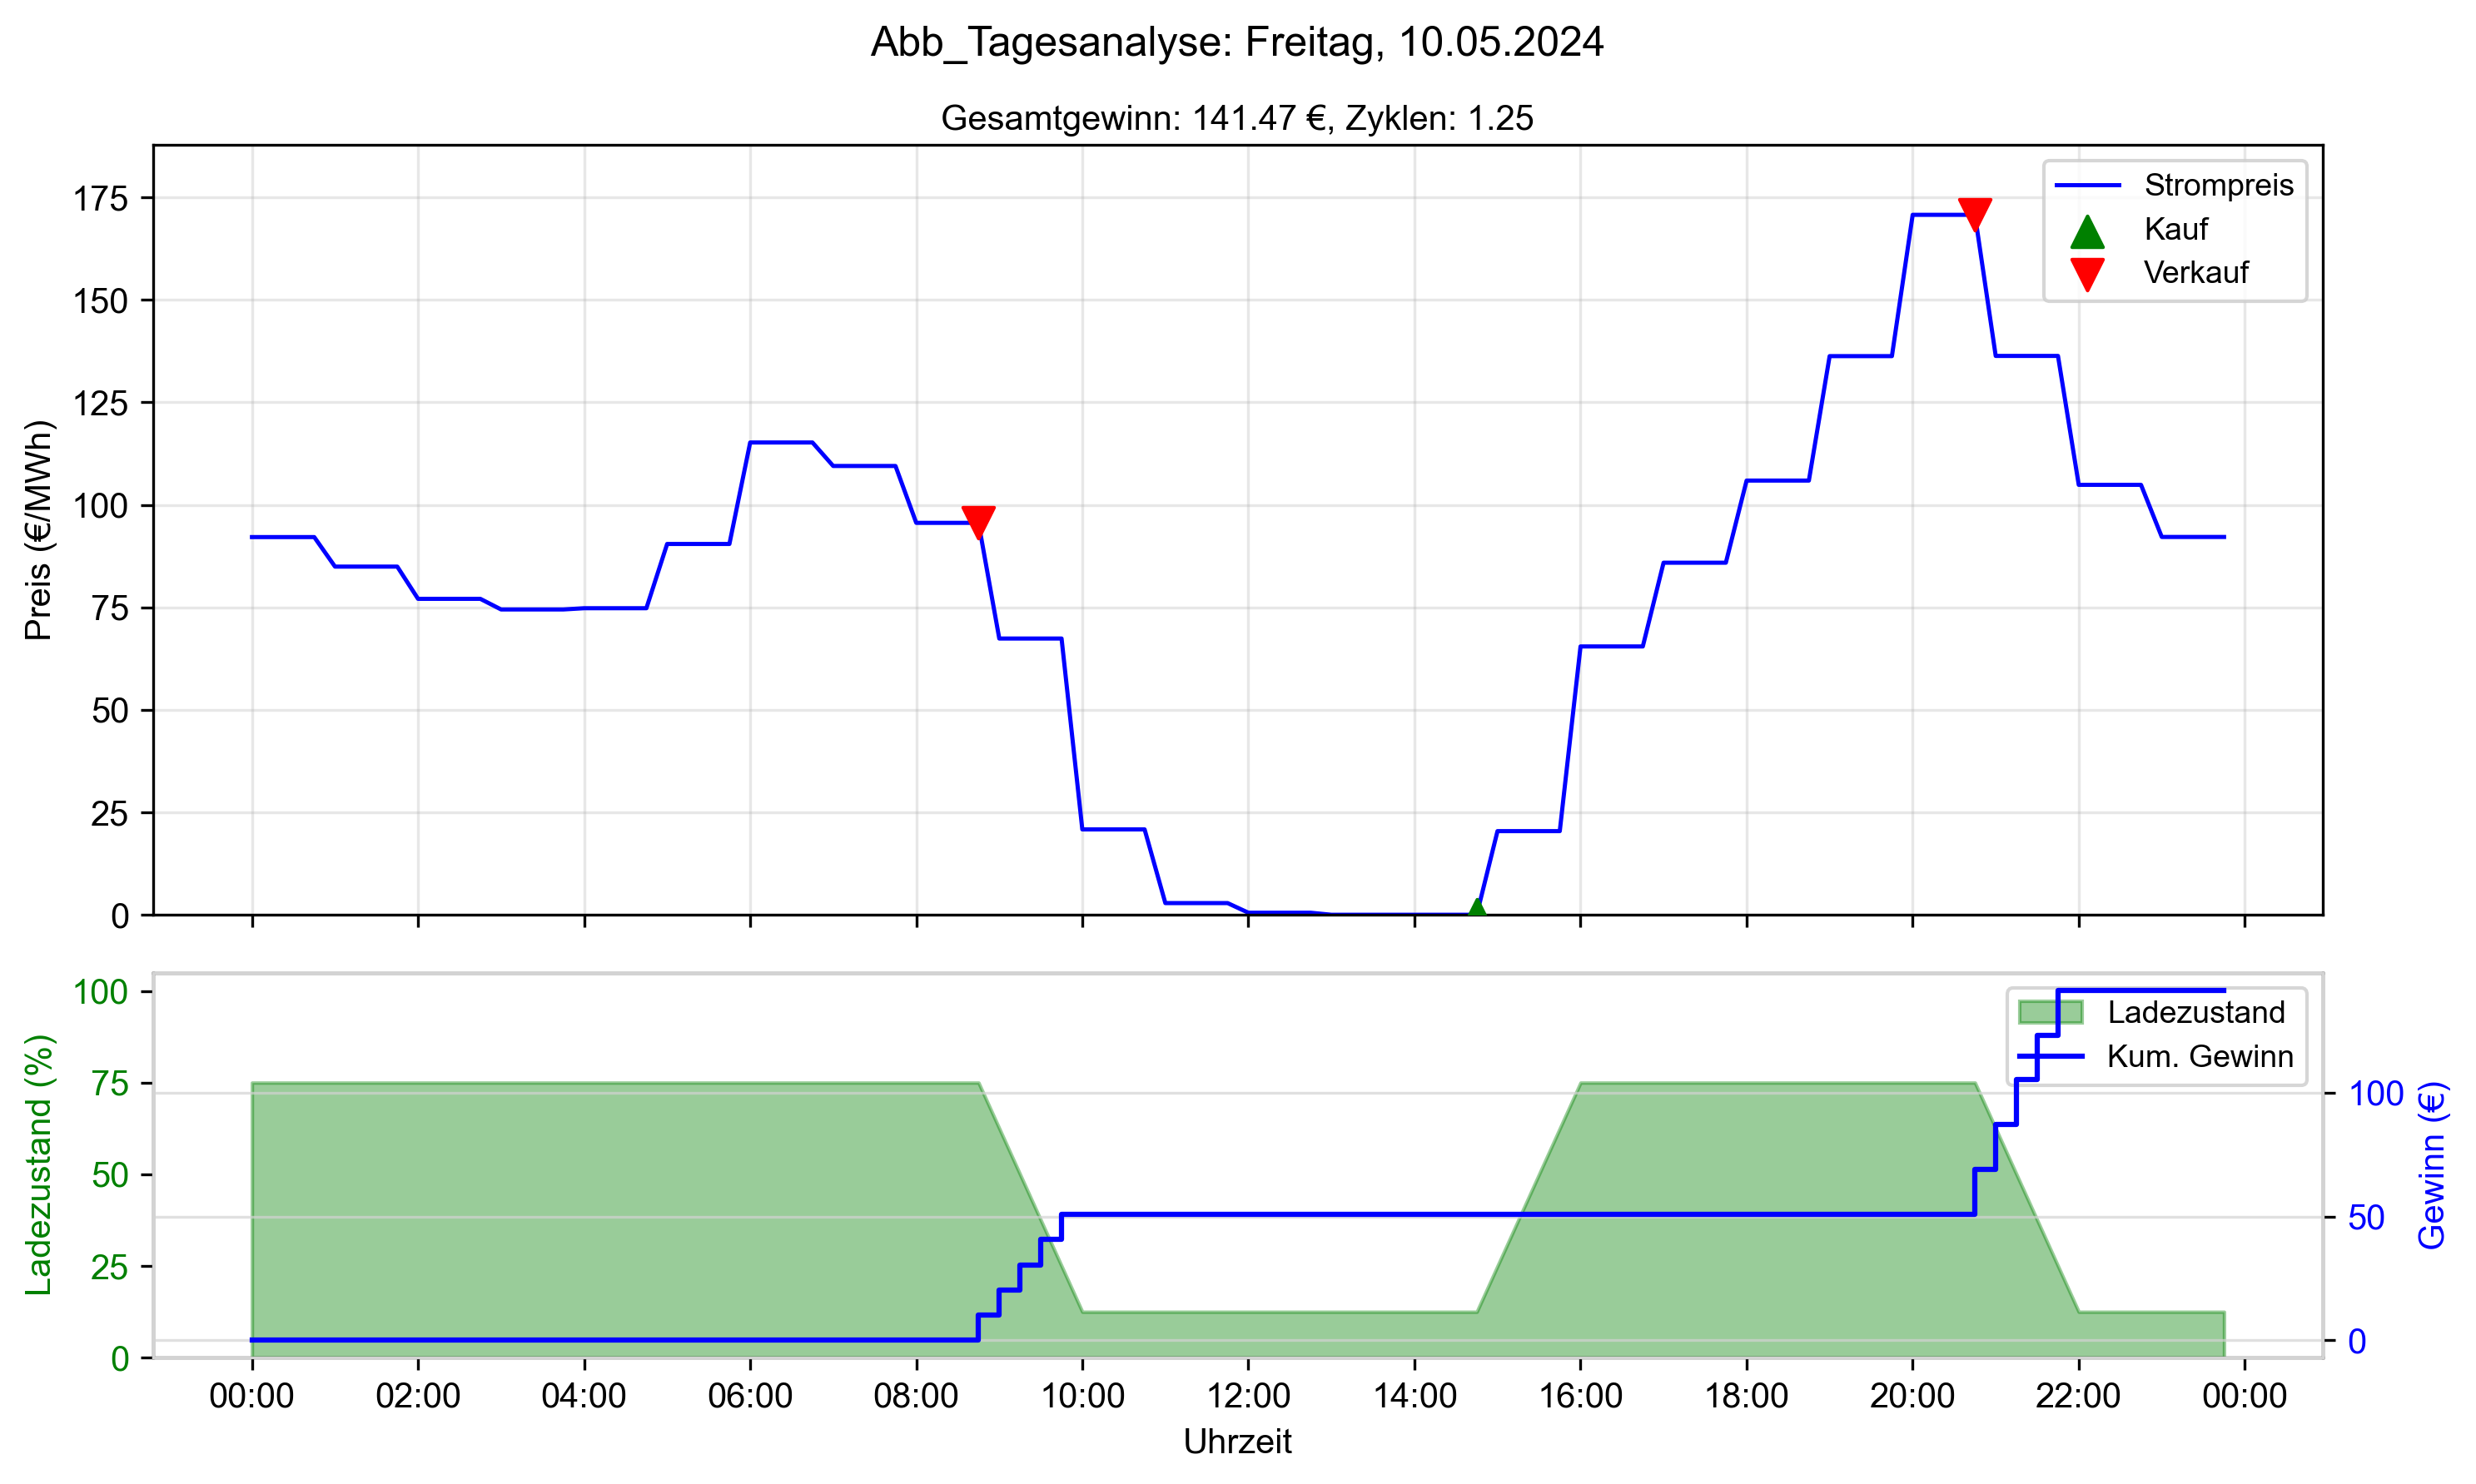 Abb_Tagesanalyse: Freitag, 10.05.2024
Gesamtgewinn: 141.47 €, Zyklen: 1.25
Preis (€/MWh)
175
150
125
100
75
50
25
0
Strompreis
Kauf
Verkauf
Ladezustand (%)
100
75
50
25
0
Ladezustand
Kum. Gewinn
100
50
0
Gewinn (€)
00:00 02:00 04:00 06:00 08:00 10:00 12:00 14:00 16:00 18:00 20:00 22:00 00:00
Uhrzeit